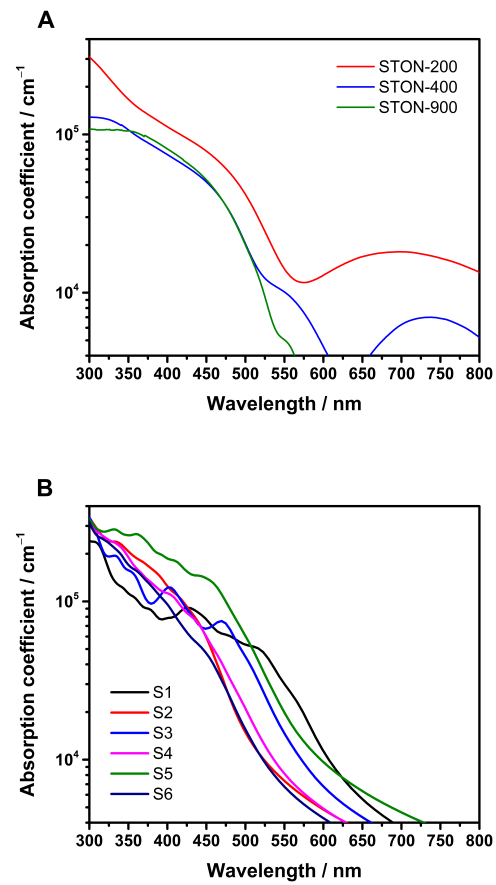 A
STON-200
STON-400
STON-900
10⁵
10⁴
Absorption coefficient / cm⁻¹
300 350 400 450 500 550 600 650 700 750 800
Wavelength / nm
B
10⁵
10⁴
Absorption coefficient / cm⁻¹
S1
S2
S3
S4
S5
S6
300 350 400 450 500 550 600 650 700 750 800
Wavelength / nm